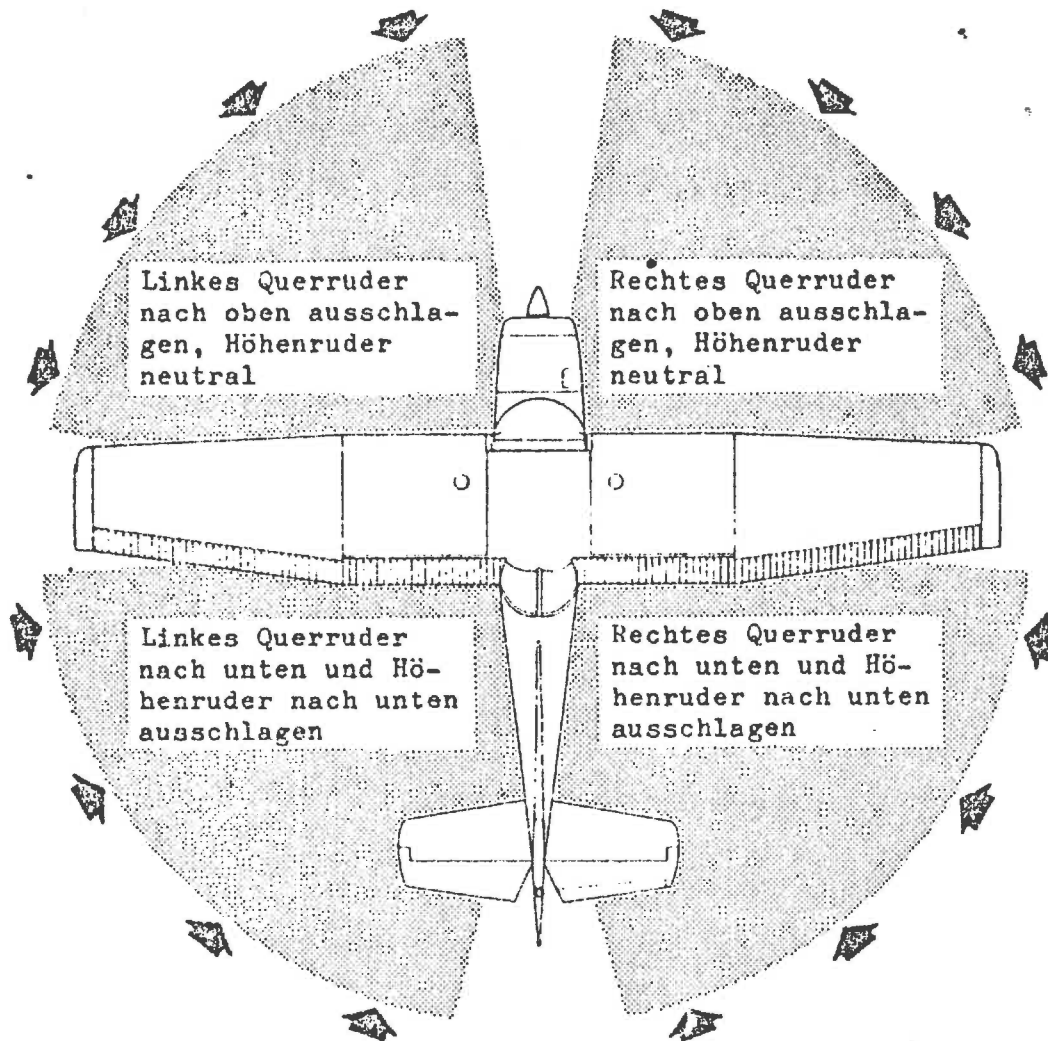 Linkes Querruder
nach oben ausschla-
gen, Höhenruder
neutral
Rechtes Querruder
nach oben ausschla-
gen, Höhenruder
neutral
Linkes Querruder
nach unten und Hö-
henruder nach unten
ausschlagen
Rechtes Querruder
nach unten und Hö-
henruder nach unten
ausschlagen